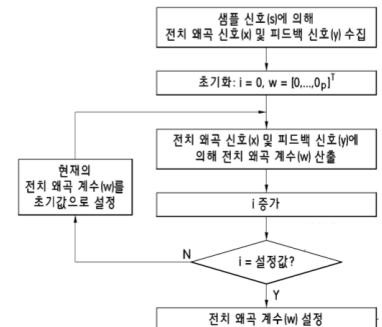 샘플 신호(s)에 의해
전치 왜곡 신호(x) 및 피드백 신호(y) 수집
초기화: i = 0, w = [0,...,0p]T
전치 왜곡 신호(x) 및 피드백 신호(y)에
의해 전치 왜곡 계수(w) 산출
현재의
전치 왜곡 계수(w)를
초기값으로 설정
i 증가
N
i = 설정값?
Y
전치 왜곡 계수(w) 설정